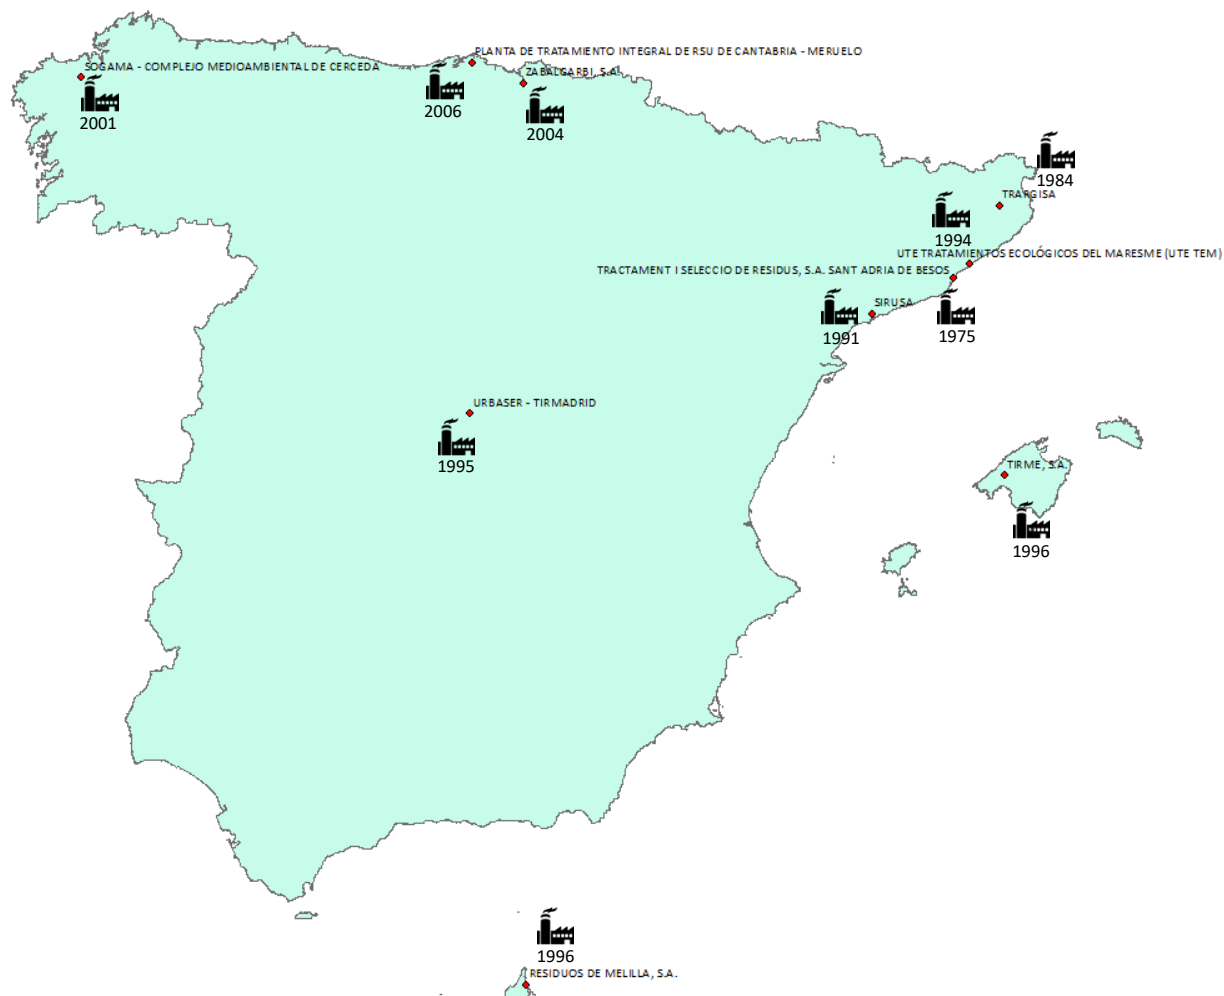 PLANTA DE TRATAMIENTO INTEGRAL DE RSU DE CANTABRIA - MERUELO
SOGAMA - COMPLEJO MEDIOAMBIENTAL DE CERCEDA
ZABALGARBI, S.A.
2006
2001
2004
1984
TRARGISA
1994
UTE TRATAMIENTOS ECOLÓGICOS DEL MARESME (UTE TEM)
TRACTAMENT I SELECCIO DE RESIDUS, S.A. SANT ADRIA DE BESOS
SIRUSA
1991
1975
URBASER - TIRMADRID
1995
TIRME, S.A.
1996
1996
RESIDUOS DE MELILLA, S.A.